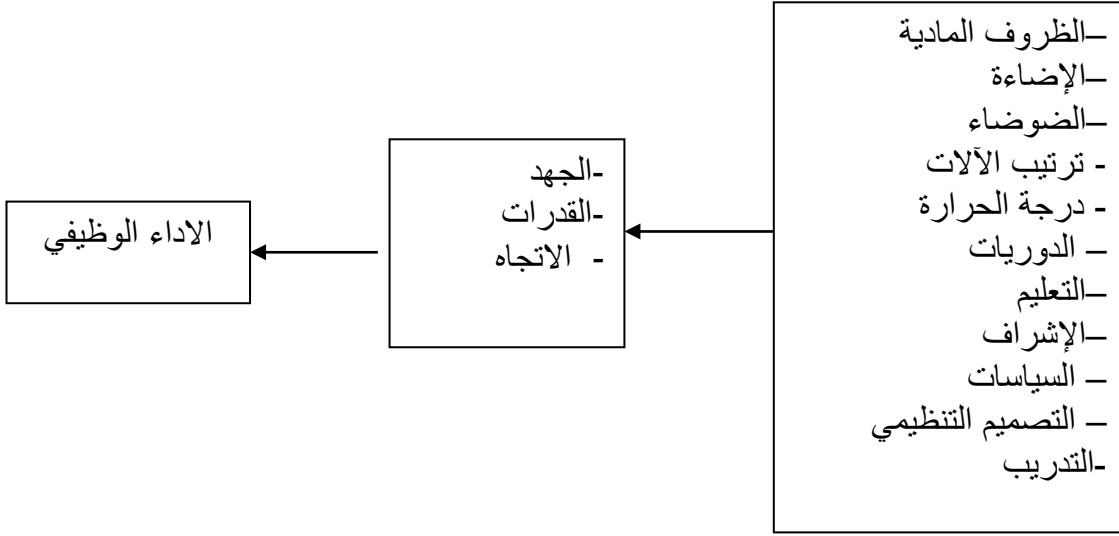 –الظروف المادية
–الإضاءة
–الضوضاء
- ترتيب الآلات
- درجة الحرارة
– الدوريات
–التعليم
–الإشراف
– السياسات
– التصميم التنظيمي
-التدريب
-الجهد
-القدرات
- الاتجاه
الاداء الوظيفي